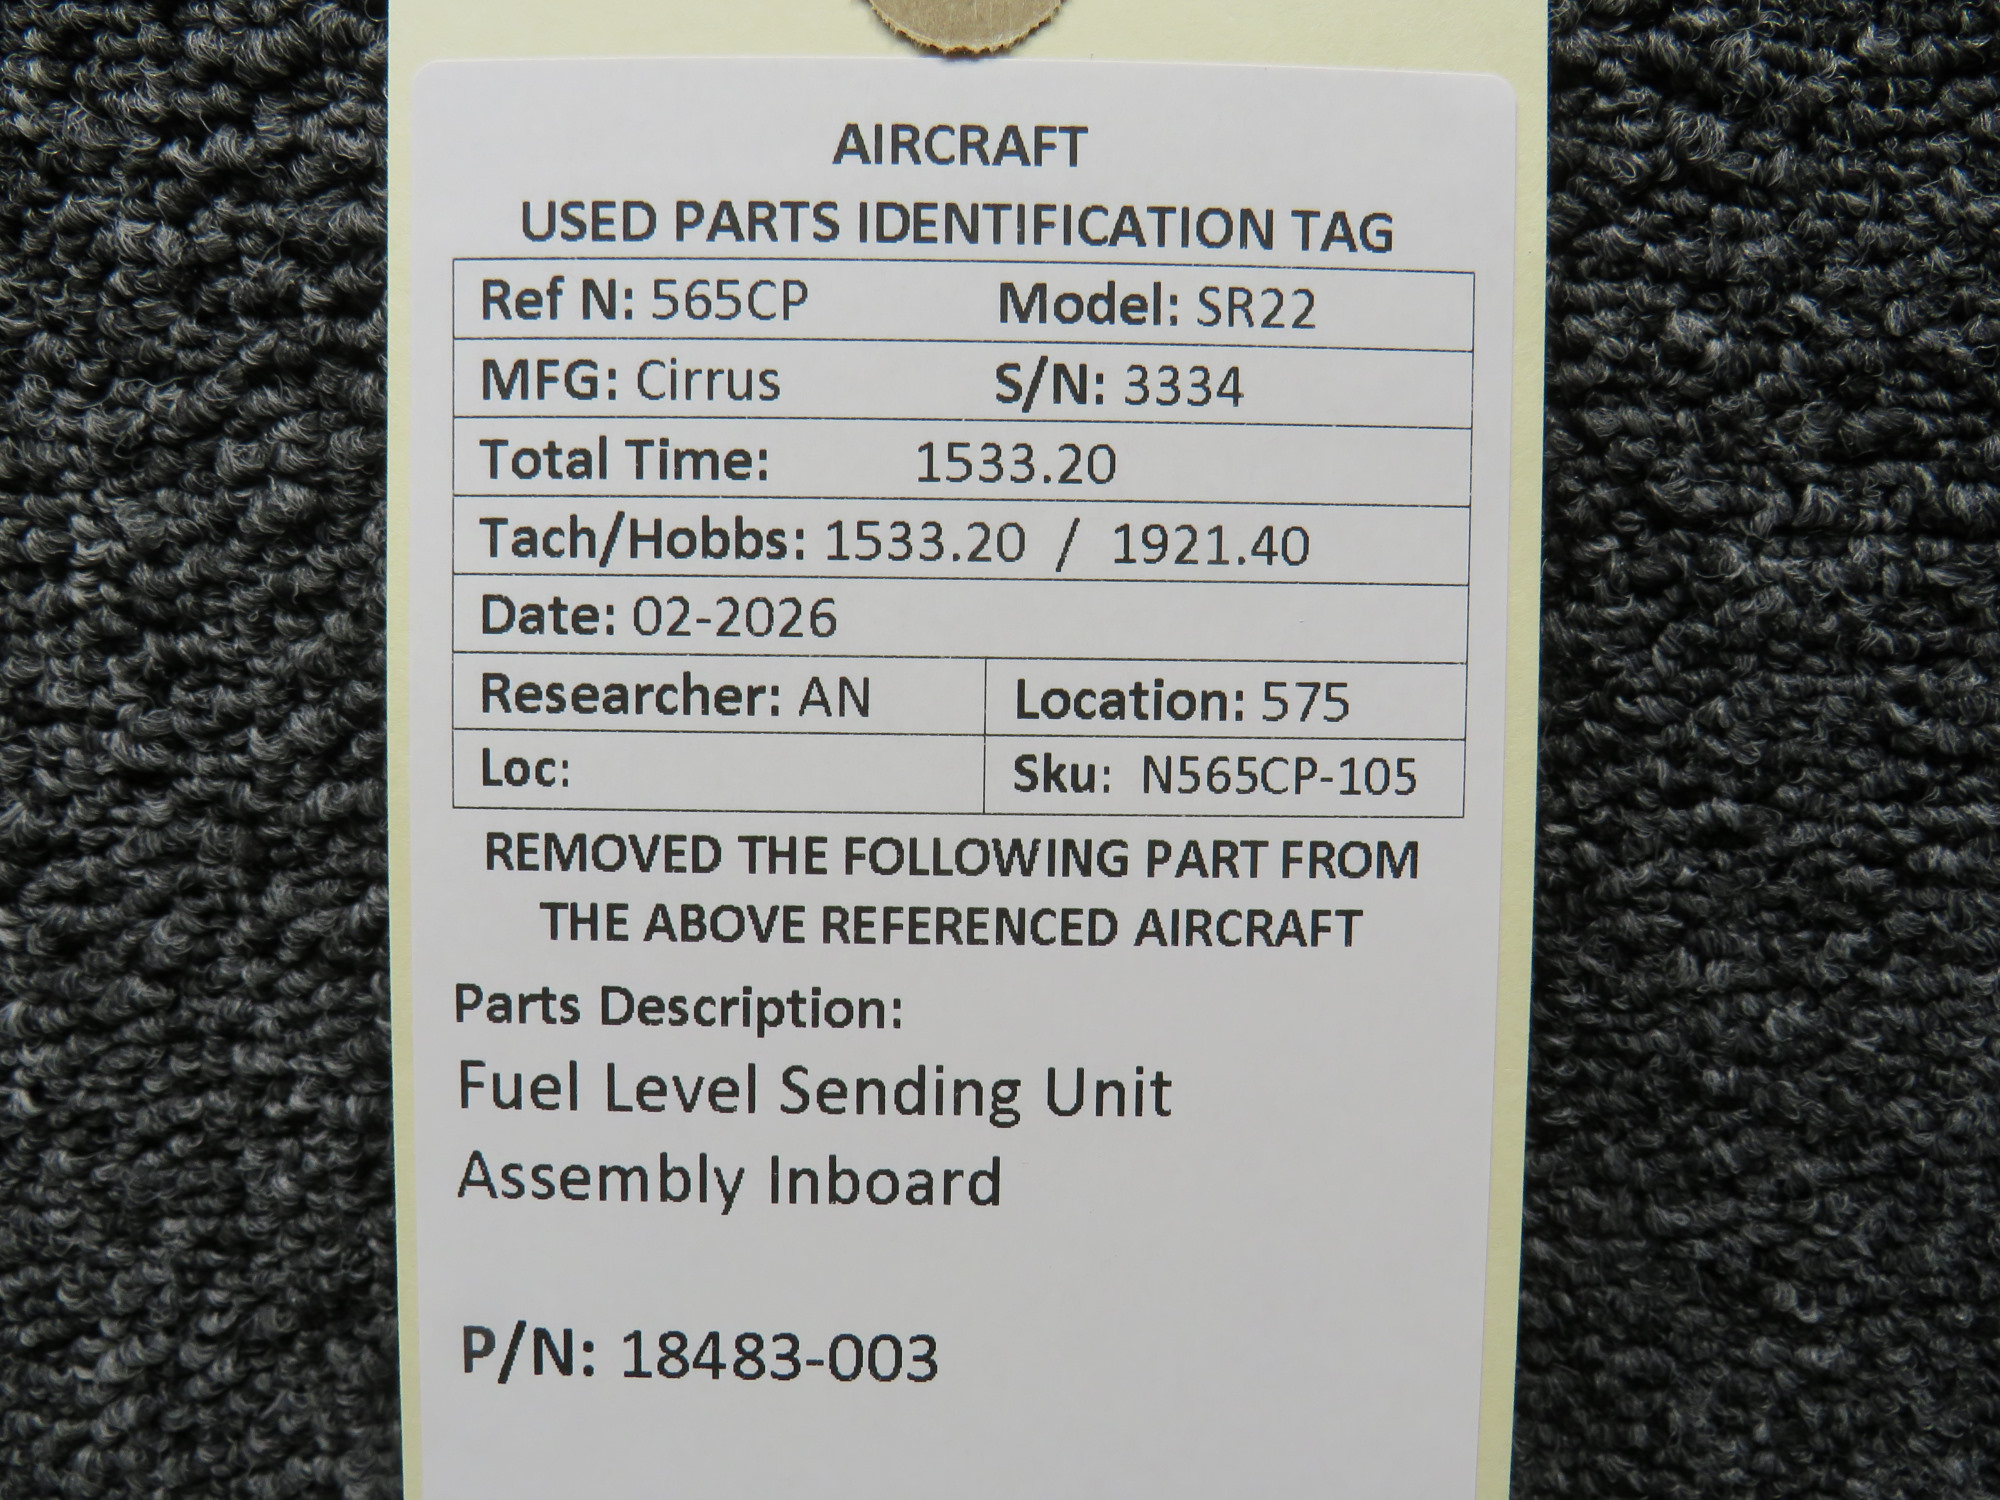 AIRCRAFT
USED PARTS IDENTIFICATION TAG
Ref N: 565CP Model: SR22
MFG: Cirrus S/N: 3334
Total Time: 1533.20
Tach/Hobbs: 1533.20 / 1921.40
Date: 02-2026
Researcher: AN Location: 575
Loc: Sku: N565CP-105
REMOVED THE FOLLOWING PART FROM
THE ABOVE REFERENCED AIRCRAFT
Parts Description:
Fuel Level Sending Unit
Assembly Inboard
P/N: 18483-003